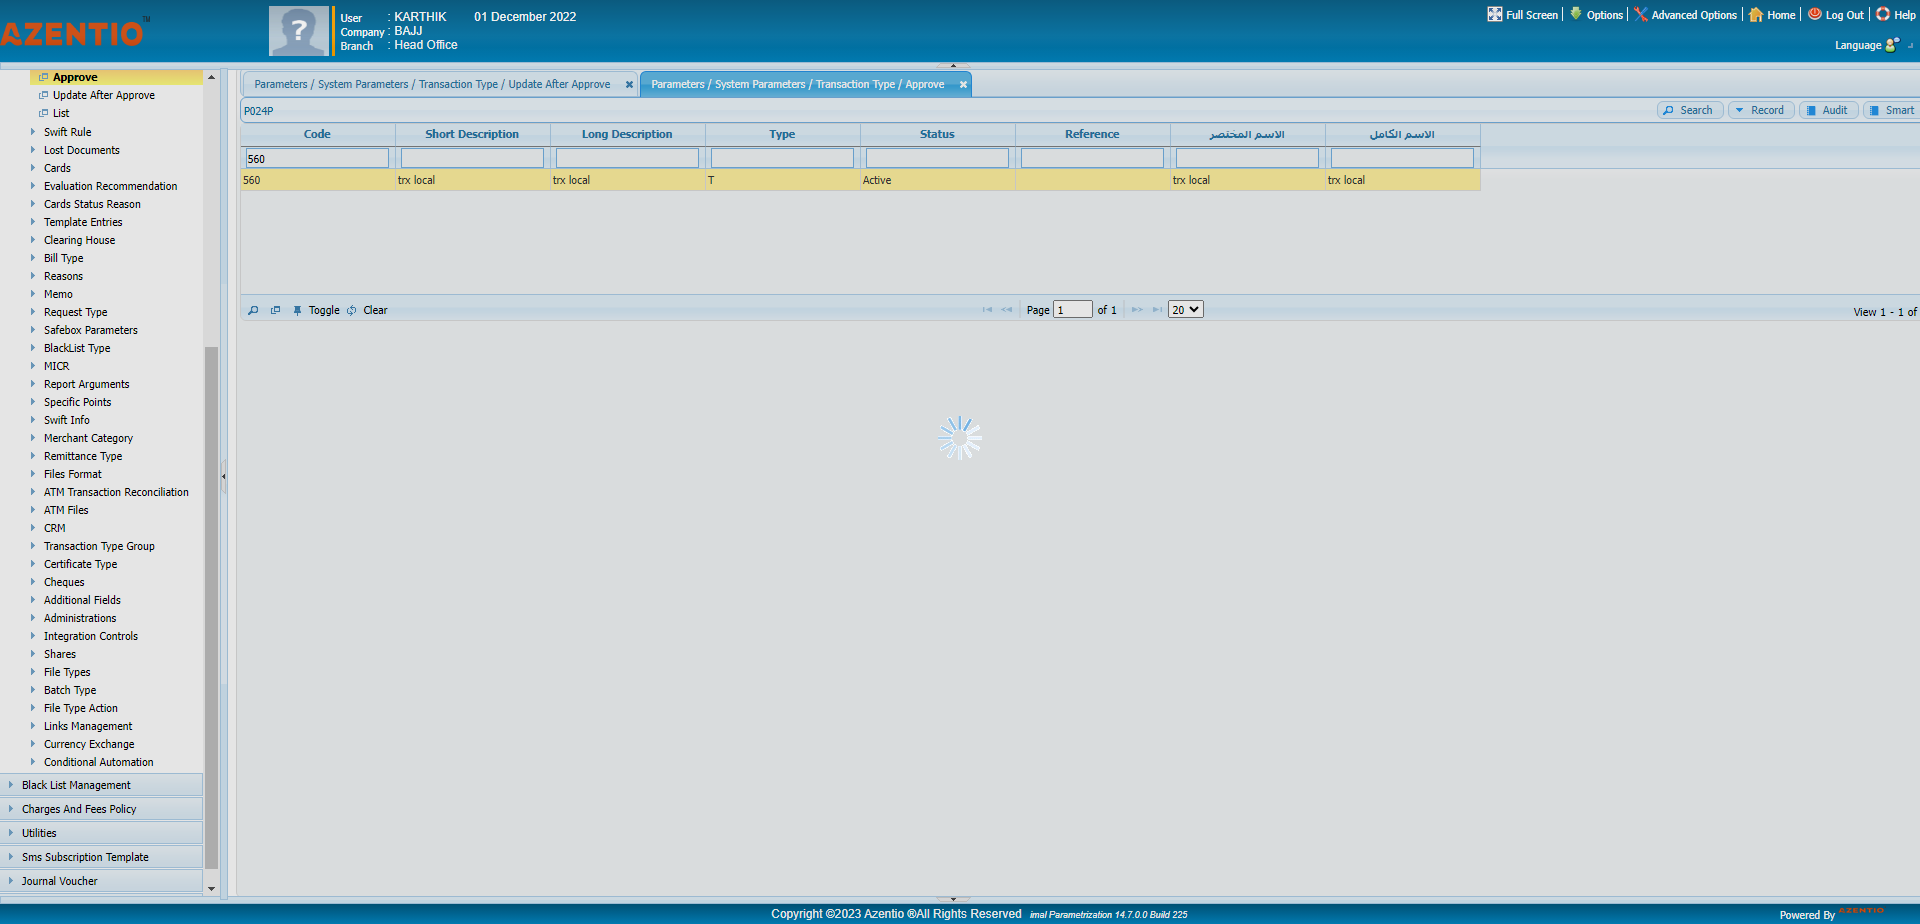 AZENTIO TM
User : KARTHIK 01 December 2022
Company : BAJJ
Branch : Head Office
Full Screen Options Advanced Options Home Log Out Help
Language
Approve
Update After Approve
List
Swift Rule
Lost Documents
Cards
Evaluation Recommendation
Cards Status Reason
Template Entries
Clearing House
Bill Type
Reasons
Memo
Request Type
Safebox Parameters
BlackList Type
MICR
Report Arguments
Specific Points
Swift Info
Merchant Category
Remittance Type
Files Format
ATM Transaction Reconciliation
ATM Files
CRM
Transaction Type Group
Certificate Type
Cheques
Additional Fields
Administrations
Integration Controls
Shares
File Types
Batch Type
File Type Action
Links Management
Currency Exchange
Conditional Automation
Black List Management
Charges And Fees Policy
Utilities
Sms Subscription Template
Journal Voucher
Parameters / System Parameters / Transaction Type / Update After Approve
Parameters / System Parameters / Transaction Type / Approve
P024P
Search Record Audit Smart
Code Short Description Long Description Type Status Reference الاسم المختصر الاسم الكامل
560
560 trx local trx local T Active trx local trx local
Toggle Clear
Page 1 of 1 20
View 1 - 1 of
Copyright ©2023 Azentio ®All Rights Reserved imal Parametrization 14.7.0.0 Build 225
Powered By AZENTIO